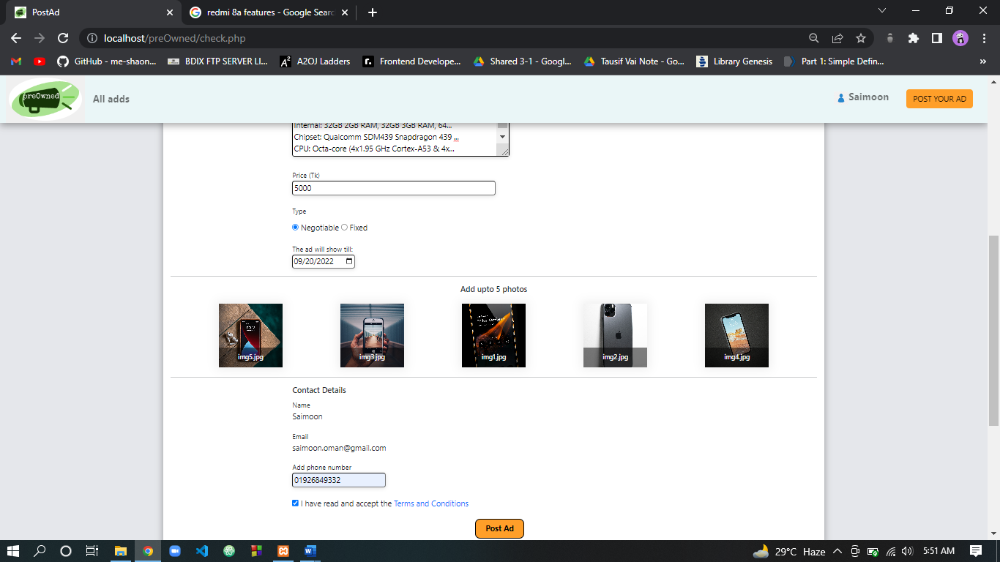 PostAd
redmi 8a features - Google Searc
localhost/preOwned/check.php
GitHub - me-shaon...
BDIX FTP SERVER LI...
A2OJ Ladders
Frontend Develope...
Shared 3-1 - Googl...
Tausif Vai Note - Go...
Library Genesis
Part 1: Simple Defin...
preOwned
All adds
Saimoon
POST YOUR AD
Internal: 32GB 2GB RAM, 32GB 3GB RAM, 64...
Chipset: Qualcomm SDM439 Snapdragon 439 ...
CPU: Octa-core (4x1.95 GHz Cortex-A53 & 4x...
Price (Tk)
5000
Type
Negotiable Fixed
The ad will show till:
09/20/2022
Add upto 5 photos
img5.jpg
img3.jpg
img1.jpg
img2.jpg
img4.jpg
Contact Details
Name
Saimoon
Email
saimoon.oman@gmail.com
Add phone number
01926849332
I have read and accept the Terms and Conditions
Post Ad
29°C Haze
5:51 AM